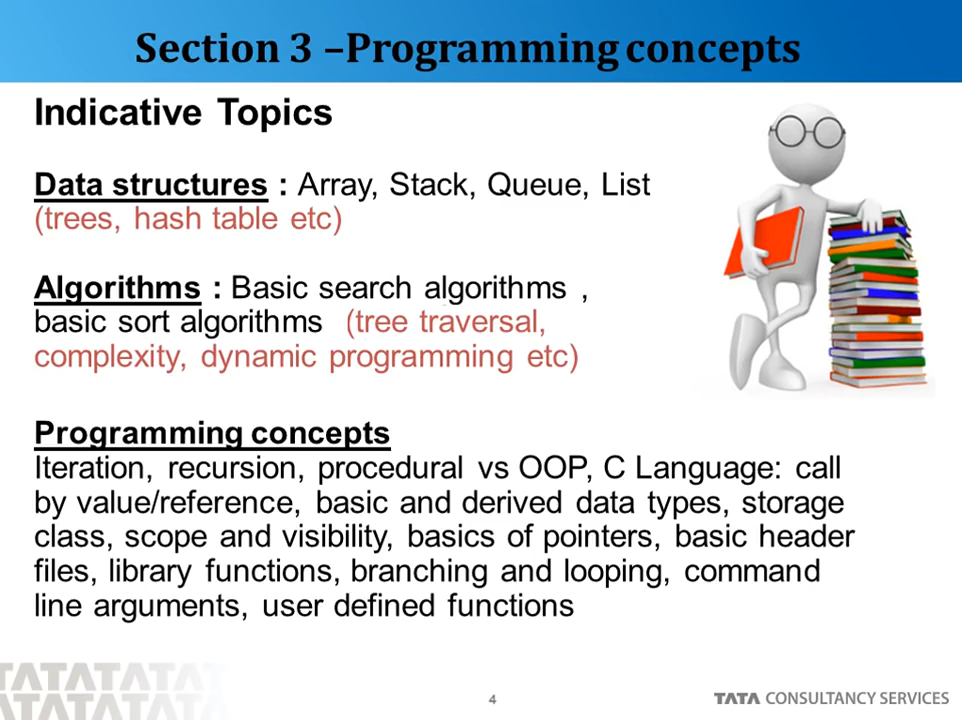 Section 3 –Programming concepts
Indicative Topics
Data structures : Array, Stack, Queue, List
(trees, hash table etc)
Algorithms : Basic search algorithms ,
basic sort algorithms (tree traversal,
complexity, dynamic programming etc)
Programming concepts
Iteration, recursion, procedural vs OOP, C Language: call
by value/reference, basic and derived data types, storage
class, scope and visibility, basics of pointers, basic header
files, library functions, branching and looping, command
line arguments, user defined functions
TATATATATA
TATATATATA
4
TATA CONSULTANCY SERVICES